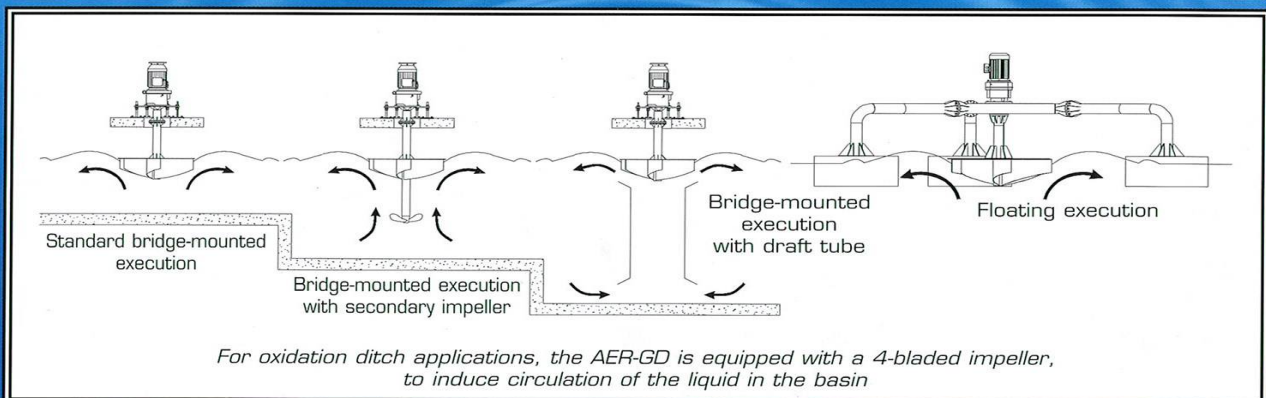 Standard bridge-mounted
execution
Bridge-mounted execution
with secondary impeller
Bridge-mounted
execution
with draft tube
Floating execution
For oxidation ditch applications, the AER-GD is equipped with a 4-bladed impeller,
to induce circulation of the liquid in the basin